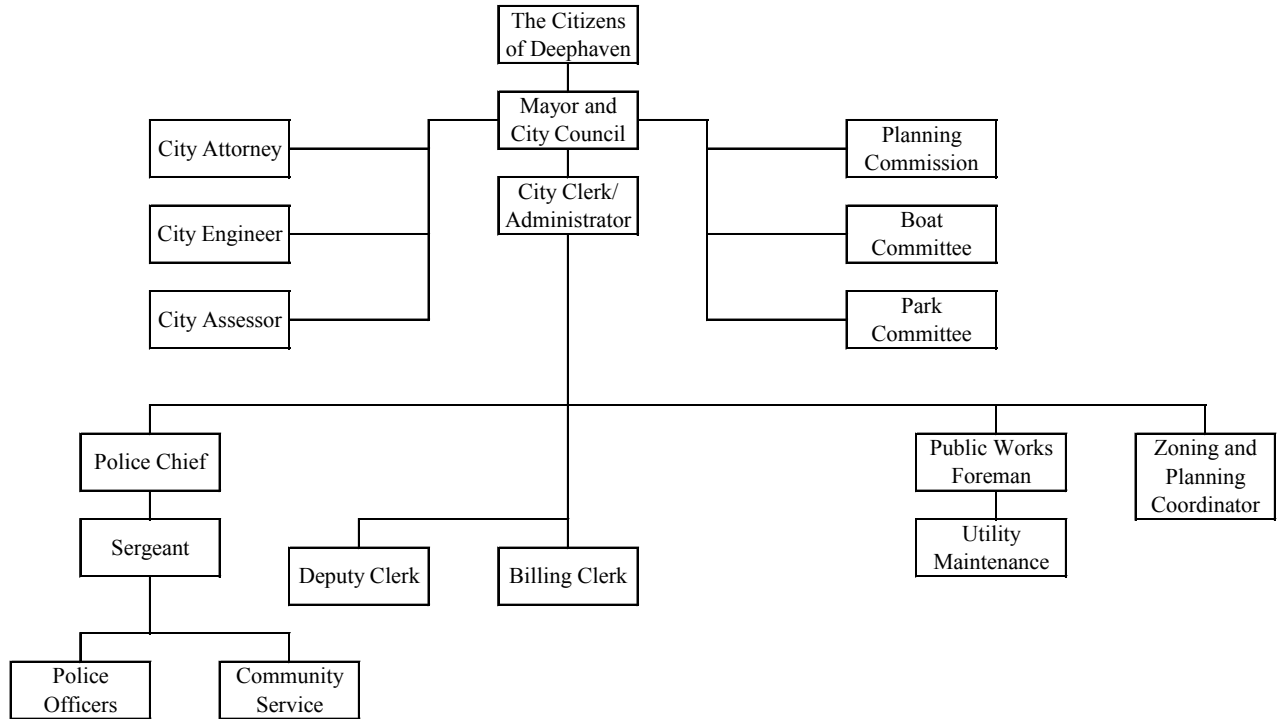 The Citizens
of Deephaven
Mayor and
City Council
City Attorney
Planning
Commission
City Clerk/
Administrator
City Engineer
Boat
Committee
City Assessor
Park
Committee
Police Chief
Public Works
Foreman
Zoning and
Planning
Coordinator
Sergeant
Deputy Clerk
Billing Clerk
Utility
Maintenance
Police
Officers
Community
Service